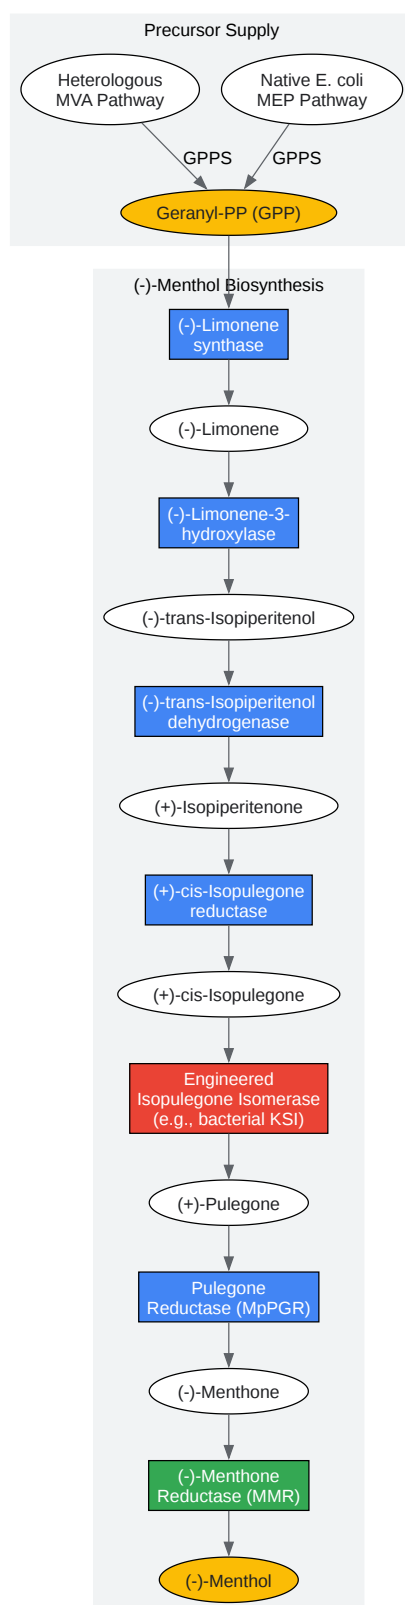 Precursor Supply
Heterologous
MVA Pathway
Native E. coli
MEP Pathway
GPPS
GPPS
Geranyl-PP (GPP)
(-)-Menthol Biosynthesis
(-)-Limonene
synthase
(-)-Limonene
(-)-Limonene-3-
hydroxylase
(-)-trans-Isopiperitenol
(-)-trans-Isopiperitenol
dehydrogenase
(+)-Isopiperitenone
(+)-cis-Isopulegone
reductase
(+)-cis-Isopulegone
Engineered
Isopulegone Isomerase
(e.g., bacterial KSI)
(+)-Pulegone
Pulegone
Reductase (MpPGR)
(-)-Menthone
(-)-Menthone
Reductase (MMR)
(-)-Menthol